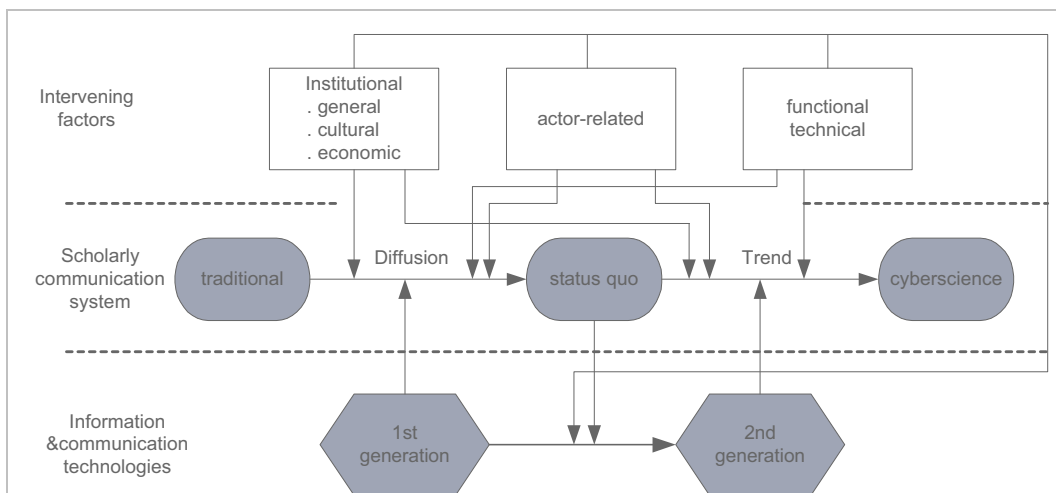 Intervening
factors
Institutional
. general
. cultural
. economic
actor-related
functional
technical
Scholarly
communication
system
traditional
Diffusion
status quo
Trend
cyberscience
Information
&communication
technologies
1st
generation
2nd
generation